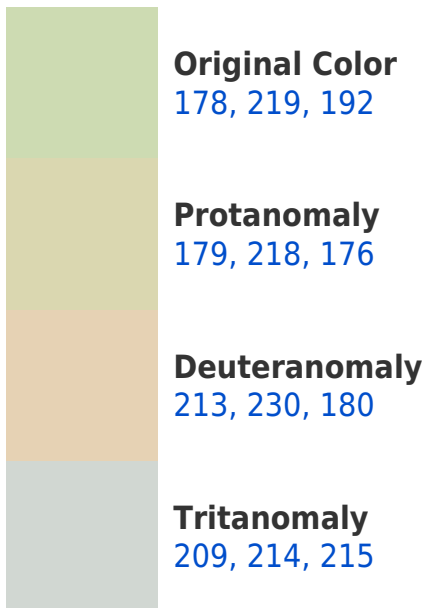 Original Color
178, 219, 192
Protanomaly
179, 218, 176
Deuteranomaly
213, 230, 180
Tritanomaly
209, 214, 215